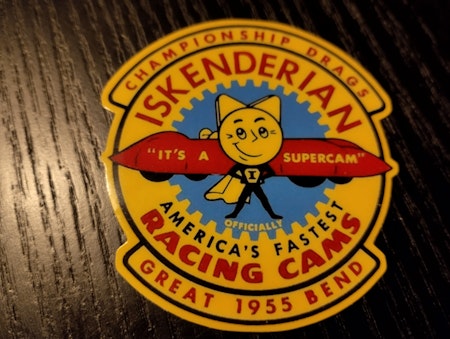 CHAMPIONSHIP DRAGS
ISKENDERIAN
"IT'S A SUPERCAM"
I
OFFICIALLY
AMERICA'S FASTEST
RACING CAMS
GREAT 1955 BEND